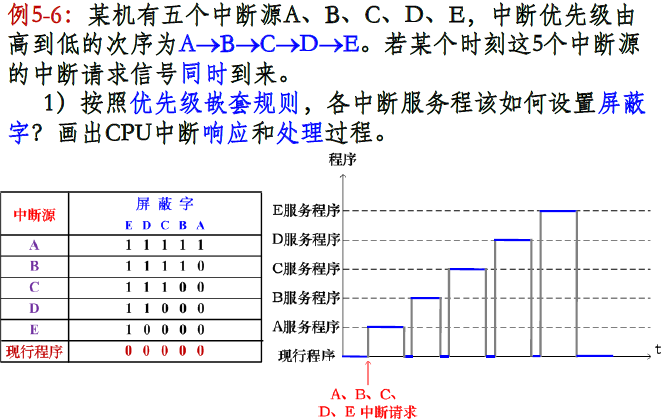 例5-6：某机有五个中断源A、B、C、D、E，中断优先级由
高到低的次序为A→B→C→D→E。若某个时刻这5个中断源
的中断请求信号同时到来。
1）按照优先级嵌套规则，各中断服务程该如何设置屏蔽
字？画出CPU中断响应和处理过程。
中断源 屏 蔽 字
E D C B A
A 1 1 1 1 1
B 1 1 1 1 0
C 1 1 1 0 0
D 1 1 0 0 0
E 1 0 0 0 0
现行程序 0 0 0 0 0
程序
E服务程序
D服务程序
C服务程序
B服务程序
A服务程序
现行程序
t
A、B、C、
D、E 中断请求